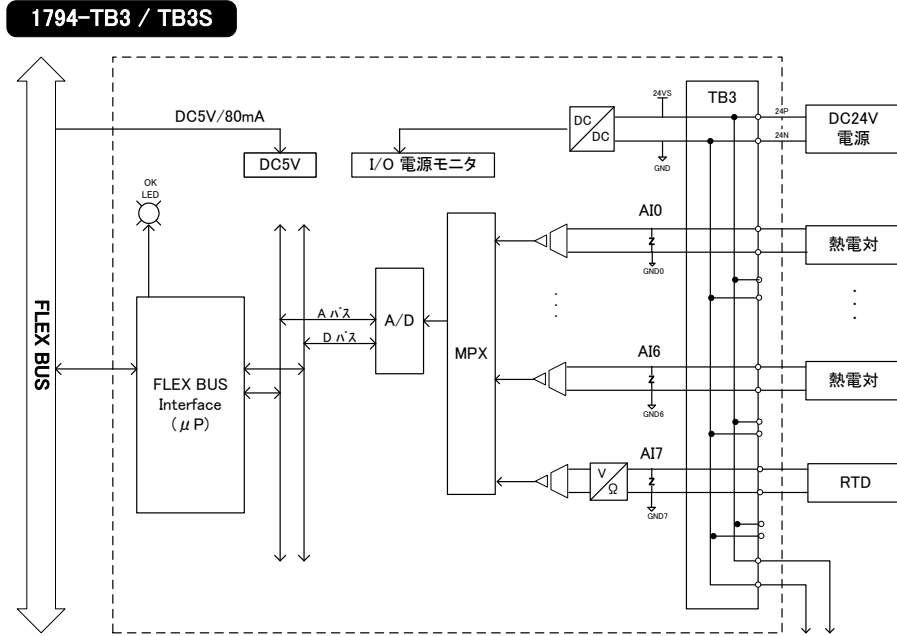 1794-TB3 / TB3S
FLEX BUS
DC5V/80mA
DC5V
I/O 電源モニタ
DC
DC
24VS
GND
TB3
24P
24N
DC24V
電源
OK
LED
FLEX BUS
Interface
(μP)
A バス
D バス
A/D
MPX
AI0
GND0
熱電対
AI6
GND6
熱電対
AI7
V
Ω
GND7
RTD